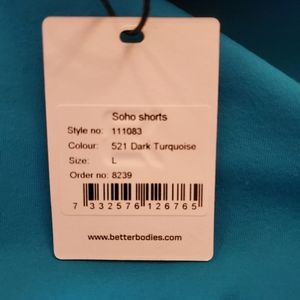 Soho shorts
Style no: 111083
Colour: 521 Dark Turquoise
Size: L
Order no: 8239
7 332576 126765
www.betterbodies.com